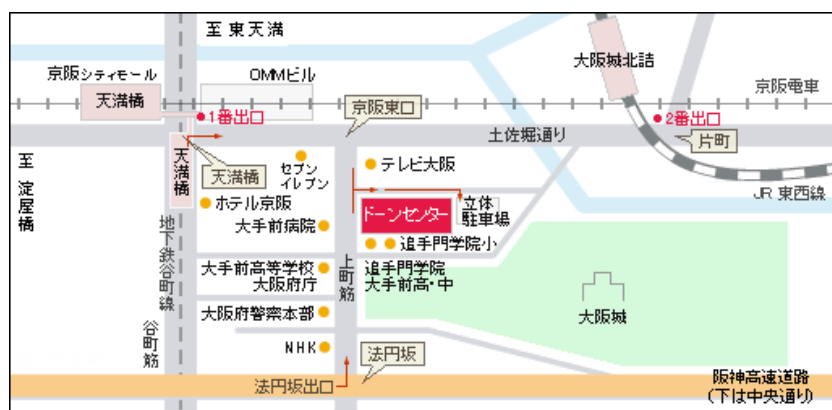 至 東天満
京阪シティモール
OMMビル
大阪城北詰
京阪電車
天満橋
●1番出口
京阪東口
●2番出口
土佐堀通り
片町
至 淀屋橋
天満橋
天満橋
セブン
イレブン
テレビ大阪
JR 東西線
ホテル京阪
ドーンセンター
立体
駐車場
大手前病院
追手門学院小
地下鉄谷町線
大手前高等学校
大阪府庁
上町筋
追手門学院
大手前高・中
大阪城
大阪府警察本部
谷町筋
NHK
法円坂
法円坂出口
阪神高速道路
(下は中央通り)